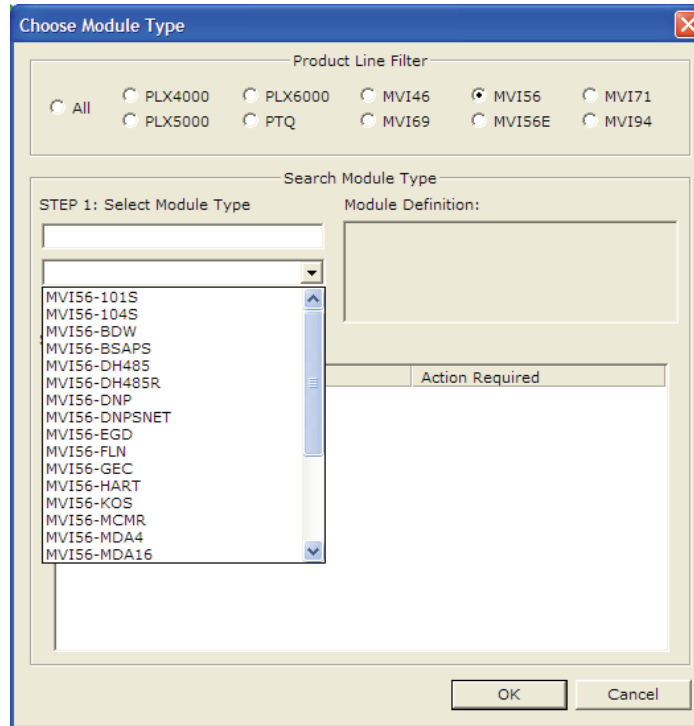 Choose Module Type
Product Line Filter
All
PLX4000
PLX6000
MVI46
MVI56
MVI71
PLX5000
PTQ
MVI69
MVI56E
MVI94
Search Module Type
STEP 1: Select Module Type
Module Definition:
MVI56-101S
MVI56-104S
MVI56-BDW
MVI56-BSAPS
MVI56-DH485
MVI56-DH485R
MVI56-DNP
MVI56-DNPSNET
MVI56-EGD
MVI56-FLN
MVI56-GEC
MVI56-HART
MVI56-KOS
MVI56-MCMR
MVI56-MDA4
MVI56-MDA16
Action Required
OK
Cancel